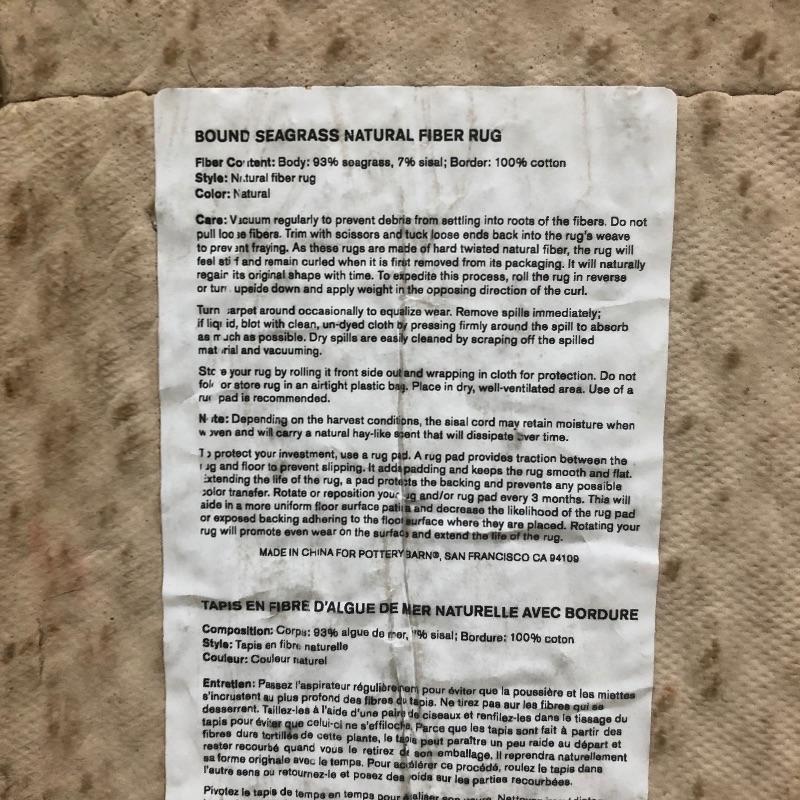 BOUND SEAGRASS NATURAL FIBER RUG
Fiber Content: Body: 93% seagrass, 7% sisal; Border: 100% cotton
Style: Natural fiber rug
Color: Natural
Care: Vacuum regularly to prevent debris from settling into roots of the fibers. Do not
pull loose fibers. Trim with scissors and tuck loose ends back into the rug's weave
to prevent fraying. As these rugs are made of hard twisted natural fiber, the rug will
feel stiff and remain curled when it is first removed from its packaging. It will naturally
regain its original shape with time. To expedite this process, roll the rug in reverse
or turn upside down and apply weight in the opposing direction of the curl.
Turn carpet around occasionally to equalize wear. Remove spills immediately;
if liquid, blot with clean, un-dyed cloth by pressing firmly around the spill to absorb
as much as possible. Dry spills are easily cleaned by scraping off the spilled
material and vacuuming.
Store your rug by rolling it front side out and wrapping in cloth for protection. Do not
fold or store rug in an airtight plastic bag. Place in dry, well-ventilated area. Use of a
rug pad is recommended.
Note: Depending on the harvest conditions, the sisal cord may retain moisture when
woven and will carry a natural hay-like scent that will dissipate over time.
To protect your investment, use a rug pad. A rug pad provides traction between the
rug and floor to prevent slipping. It adds padding and keeps the rug smooth and flat.
Extending the life of the rug, a pad protects the backing and prevents any possible
color transfer. Rotate or reposition your rug and/or rug pad every 3 months. This will
aide in a more uniform floor surface patina and decrease the likelihood of the rug pad
or exposed backing adhering to the floor surface where they are placed. Rotating your
rug will promote even wear on the surface and extend the life of the rug.
MADE IN CHINA FOR POTTERY BARN®, SAN FRANCISCO CA 94109
TAPIS EN FIBRE D'ALGUE DE MER NATURELLE AVEC BORDURE
Composition: Corps: 93% algue de mer, 7% sisal; Bordure: 100% coton
Style: Tapis en fibre naturelle
Couleur: Couleur naturel
Entretien: Passez l'aspirateur régulièrement pour éviter que la poussière et les miettes
s'incrustent au plus profond des fibres du tapis. Ne tirez pas sur les fibres qui se
desserrent. Taillez-les à l'aide d'une paire de ciseaux et renfilez-les dans le tissage du
tapis pour éviter que celui-ci ne s'effiloche. Parce que les tapis sont fait à partir des
fibres durs tortillés de cette plante, le tapis peut paraître un peu raide au départ et
rester recourbé quand vous le retirez de son emballage. Il reprendra naturellement
sa forme originale avec le temps. Pour accélérer ce procédé, roulez le tapis dans
l'autre sens ou retournez-le et posez des poids sur les parties recourbées.
Pivotez le tapis de temps en temps pour égaliser son usure. Nettoyez